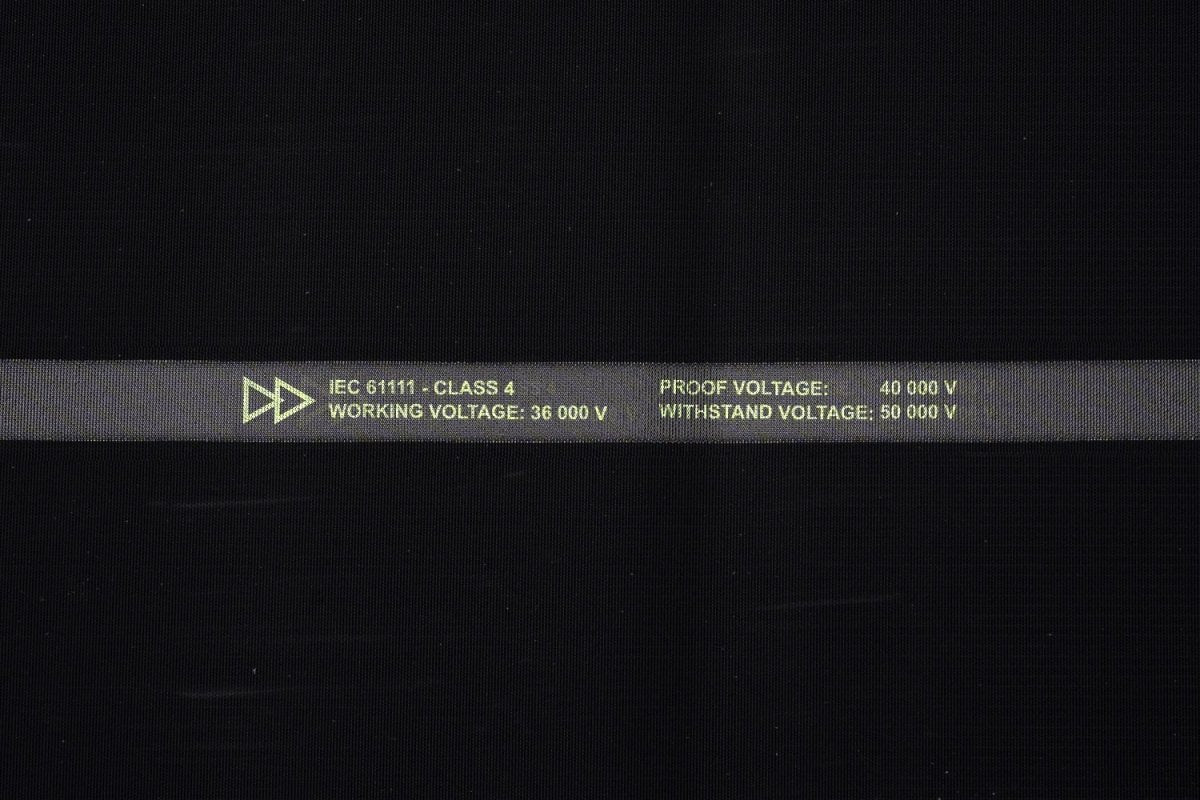 IEC 61111 - CLASS 4
WORKING VOLTAGE: 36 000 V
PROOF VOLTAGE: 40 000 V
WITHSTAND VOLTAGE: 50 000 V